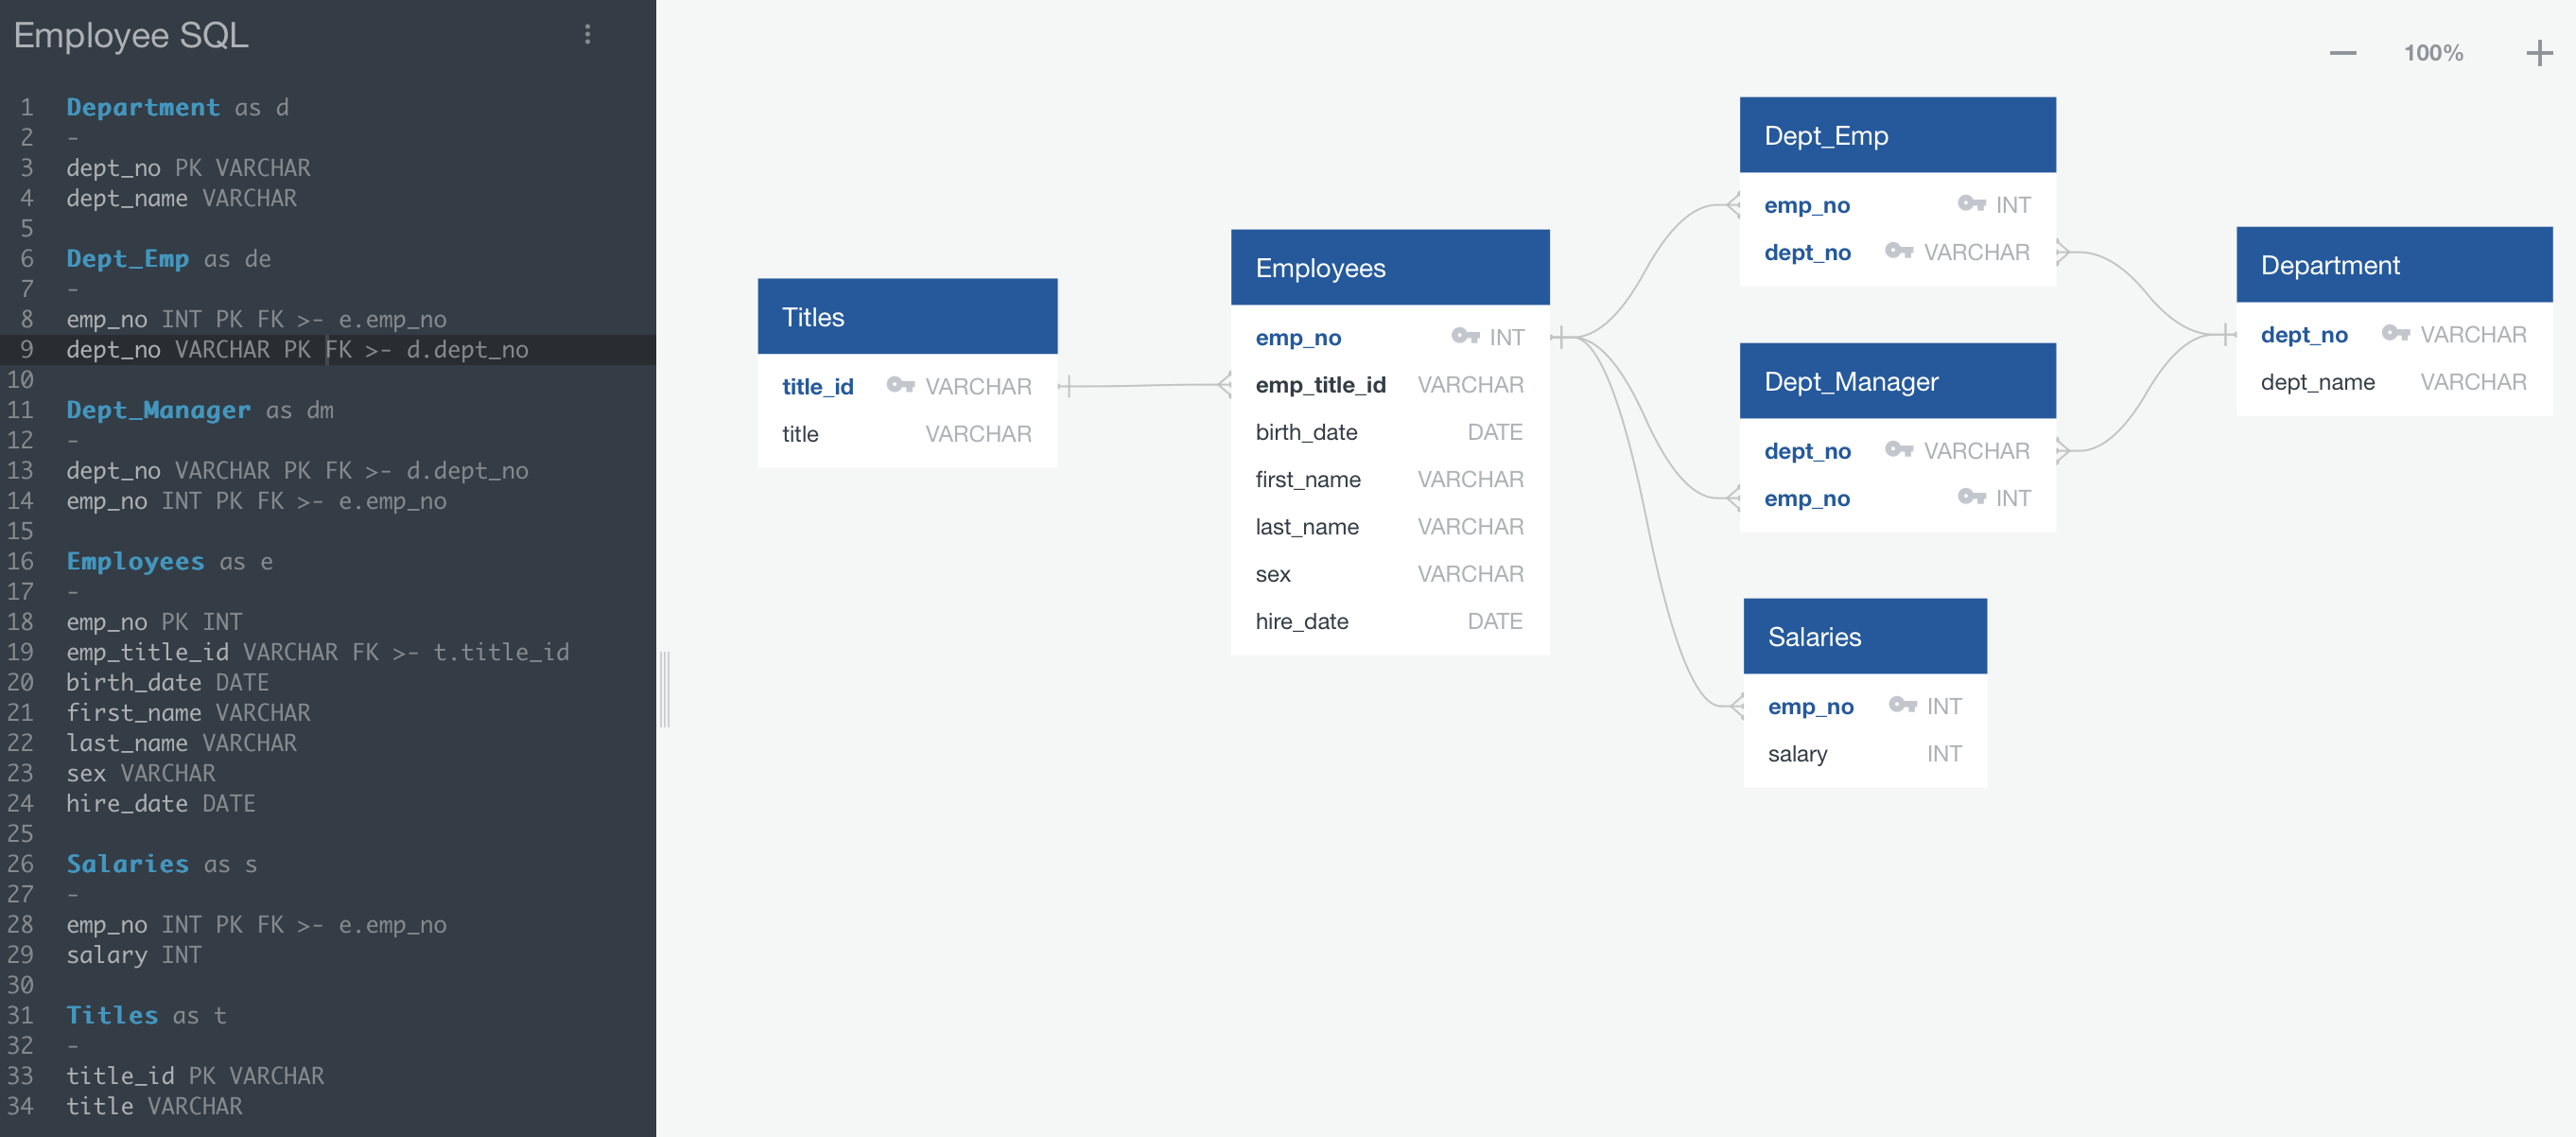 Employee SQL
1 Department as d
2 -
3 dept_no PK VARCHAR
4 dept_name VARCHAR
5
6 Dept_Emp as de
7 -
8 emp_no INT PK FK >- e.emp_no
9 dept_no VARCHAR PK FK >- d.dept_no
10
11 Dept_Manager as dm
12 -
13 dept_no VARCHAR PK FK >- d.dept_no
14 emp_no INT PK FK >- e.emp_no
15
16 Employees as e
17 -
18 emp_no PK INT
19 emp_title_id VARCHAR FK >- t.title_id
20 birth_date DATE
21 first_name VARCHAR
22 last_name VARCHAR
23 sex VARCHAR
24 hire_date DATE
25
26 Salaries as s
27 -
28 emp_no INT PK FK >- e.emp_no
29 salary INT
30
31 Titles as t
32 -
33 title_id PK VARCHAR
34 title VARCHAR
100%
Titles
title_id VARCHAR
title VARCHAR
Employees
emp_no INT
emp_title_id VARCHAR
birth_date DATE
first_name VARCHAR
last_name VARCHAR
sex VARCHAR
hire_date DATE
Dept_Emp
emp_no INT
dept_no VARCHAR
Dept_Manager
dept_no VARCHAR
emp_no INT
Salaries
emp_no INT
salary INT
Department
dept_no VARCHAR
dept_name VARCHAR